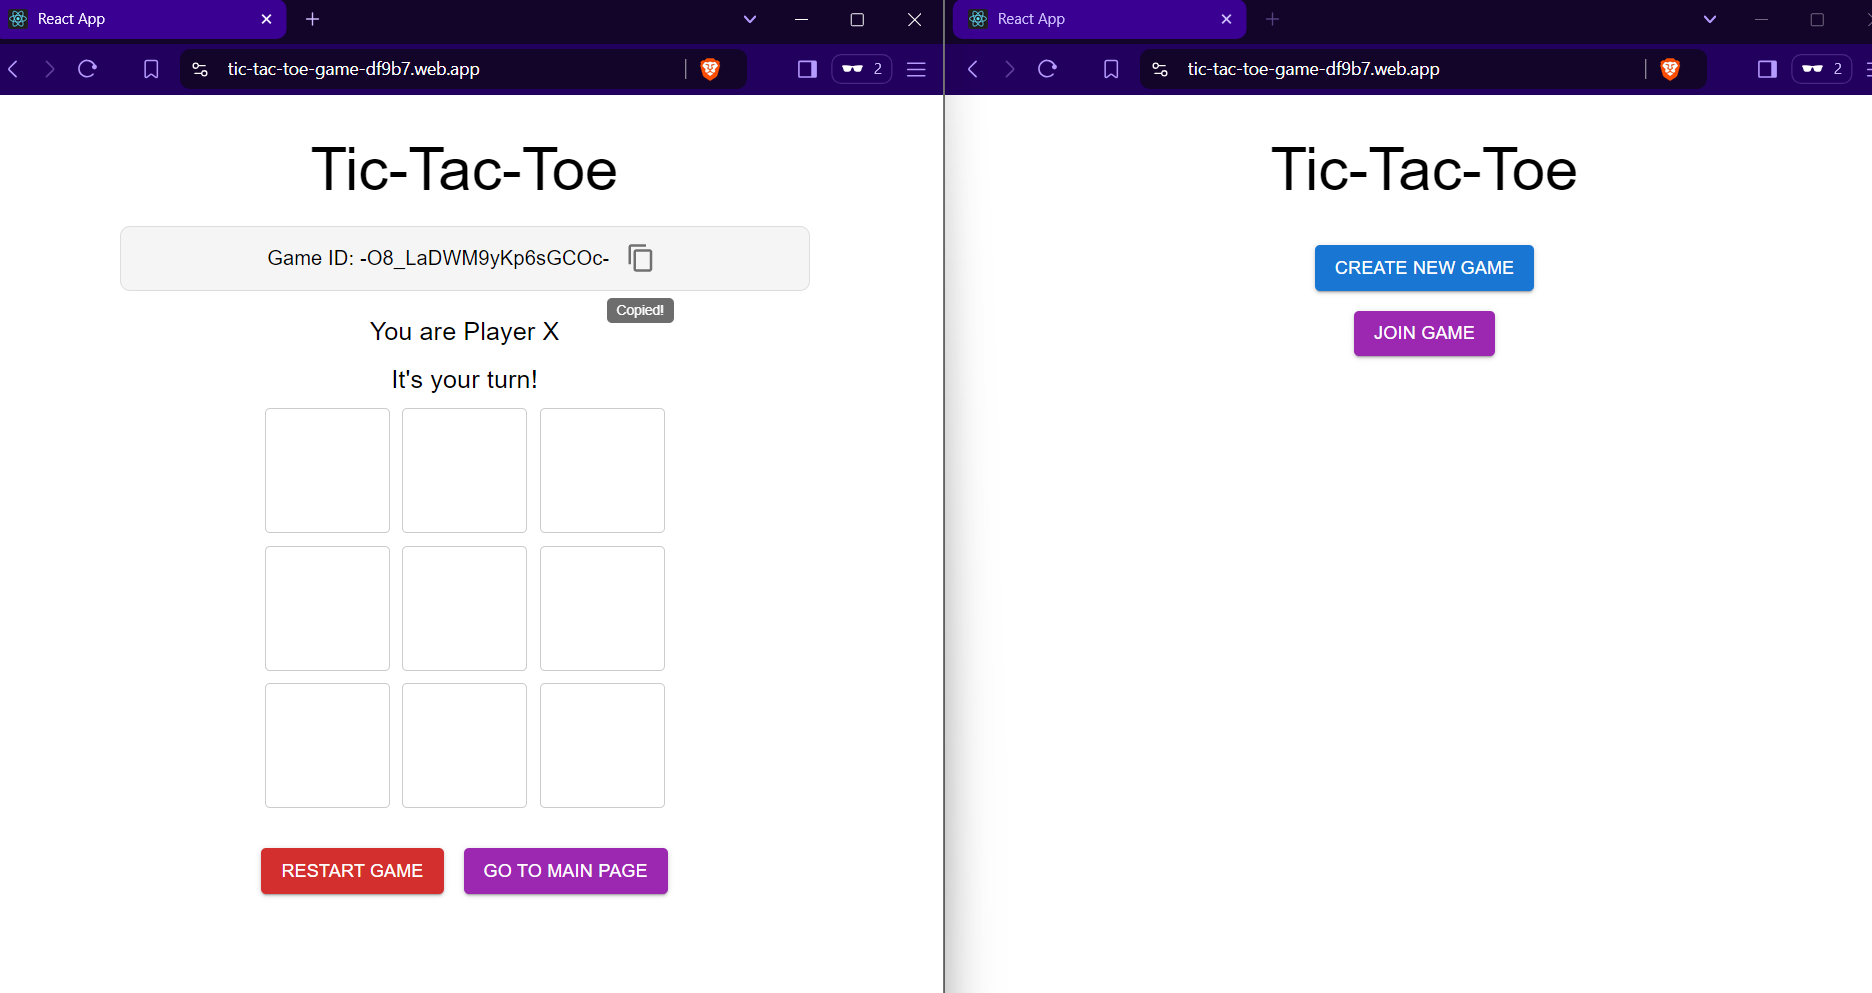 React App
tic-tac-toe-game-df9b7.web.app
2
Tic-Tac-Toe
Game ID: -O8_LaDWM9yKp6sGCOc-
Copied!
You are Player X
It's your turn!
RESTART GAME
GO TO MAIN PAGE
React App
tic-tac-toe-game-df9b7.web.app
2
Tic-Tac-Toe
CREATE NEW GAME
JOIN GAME